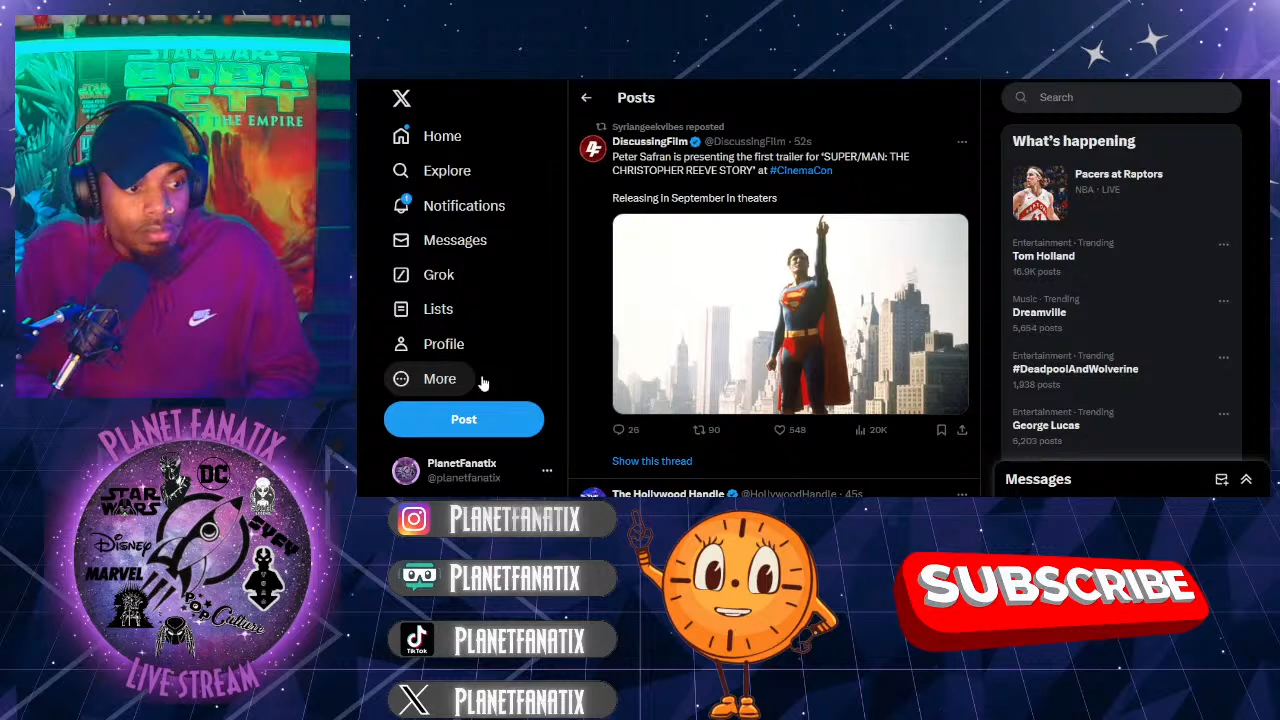 STAR WARS
BOBA
FETT
OF THE EMPIRE
X
Home
Explore
Notifications
Messages
Grok
Lists
Profile
More
Post
PlanetFanatix
@planetfanatix
Posts
Syriangeekvibes reposted
DiscussingFilm @DiscussingFilm · 52s
Peter Safran is presenting the first trailer for 'SUPER/MAN: THE
CHRISTOPHER REEVE STORY' at #CinemaCon
Releasing in September in theaters
26 90 548 20K
Show this thread
The Hollywood Handle @HollywoodHandle · 45s
Search
What's happening
Pacers at Raptors
NBA · LIVE
Entertainment · Trending
Tom Holland
16.9K posts
Music · Trending
Dreamville
5,654 posts
Entertainment · Trending
#DeadpoolAndWolverine
1,938 posts
Entertainment · Trending
George Lucas
6,203 posts
Messages
PLANET FANATIX
DC
STAR WARS
Disney
MARVEL
POP Culture
LIVE STREAM
PLANETFANATIX
PLANETFANATIX
TikTok
PLANETFANATIX
X PLANETFANATIX
SUBSCRIBE